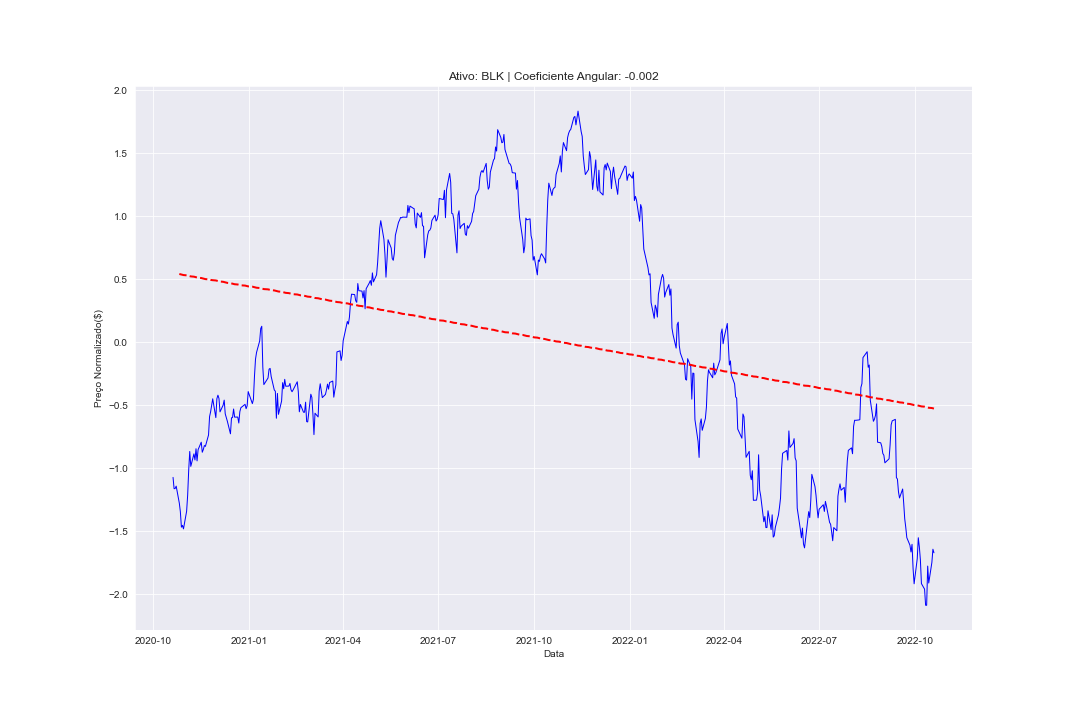 Ativo: BLK | Coeficiente Angular: -0.002
Preço Normalizado($)
2.0
1.5
1.0
0.5
0.0
−0.5
−1.0
−1.5
−2.0
2020-10 2021-01 2021-04 2021-07 2021-10 2022-01 2022-04 2022-07 2022-10
Data